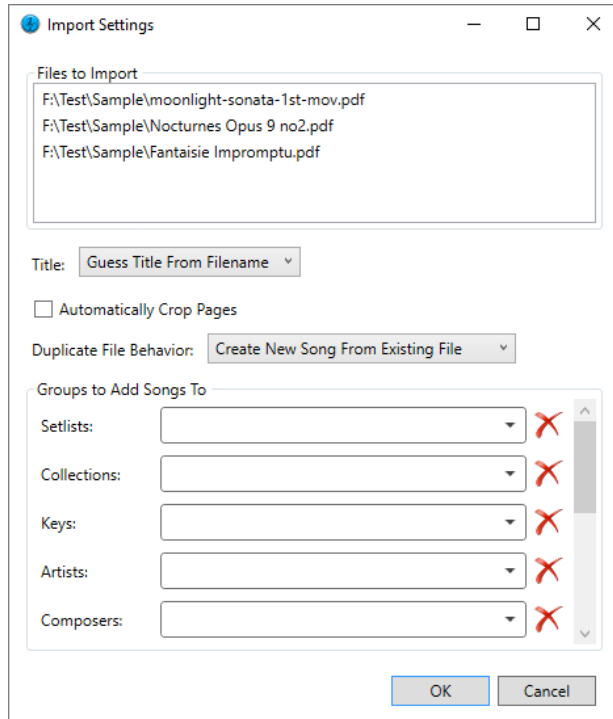 Import Settings
Files to Import
F:\Test\Sample\moonlight-sonata-1st-mov.pdf
F:\Test\Sample\Nocturnes Opus 9 no2.pdf
F:\Test\Sample\Fantaisie Impromptu.pdf
Title: Guess Title From Filename
Automatically Crop Pages
Duplicate File Behavior: Create New Song From Existing File
Groups to Add Songs To
Setlists:
Collections:
Keys:
Artists:
Composers:
OK Cancel